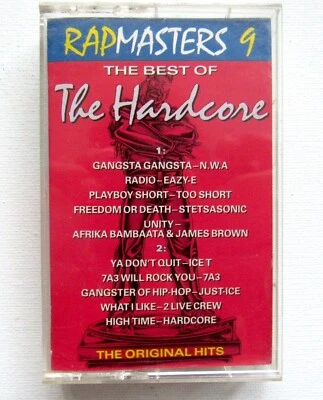 RAPMASTERS 9
THE BEST OF
The Hardcore
1:
GANGSTA GANGSTA – N.W.A
RADIO – EAZY-E
PLAYBOY SHORT – TOO SHORT
FREEDOM OR DEATH – STETSASONIC
UNITY –
AFRIKA BAMBAATA & JAMES BROWN
2:
YA DON'T QUIT – ICE T
7A3 WILL ROCK YOU – 7A3
GANGSTER OF HIP-HOP – JUST-ICE
WHAT I LIKE – 2 LIVE CREW
HIGH TIME – HARDCORE
THE ORIGINAL HITS